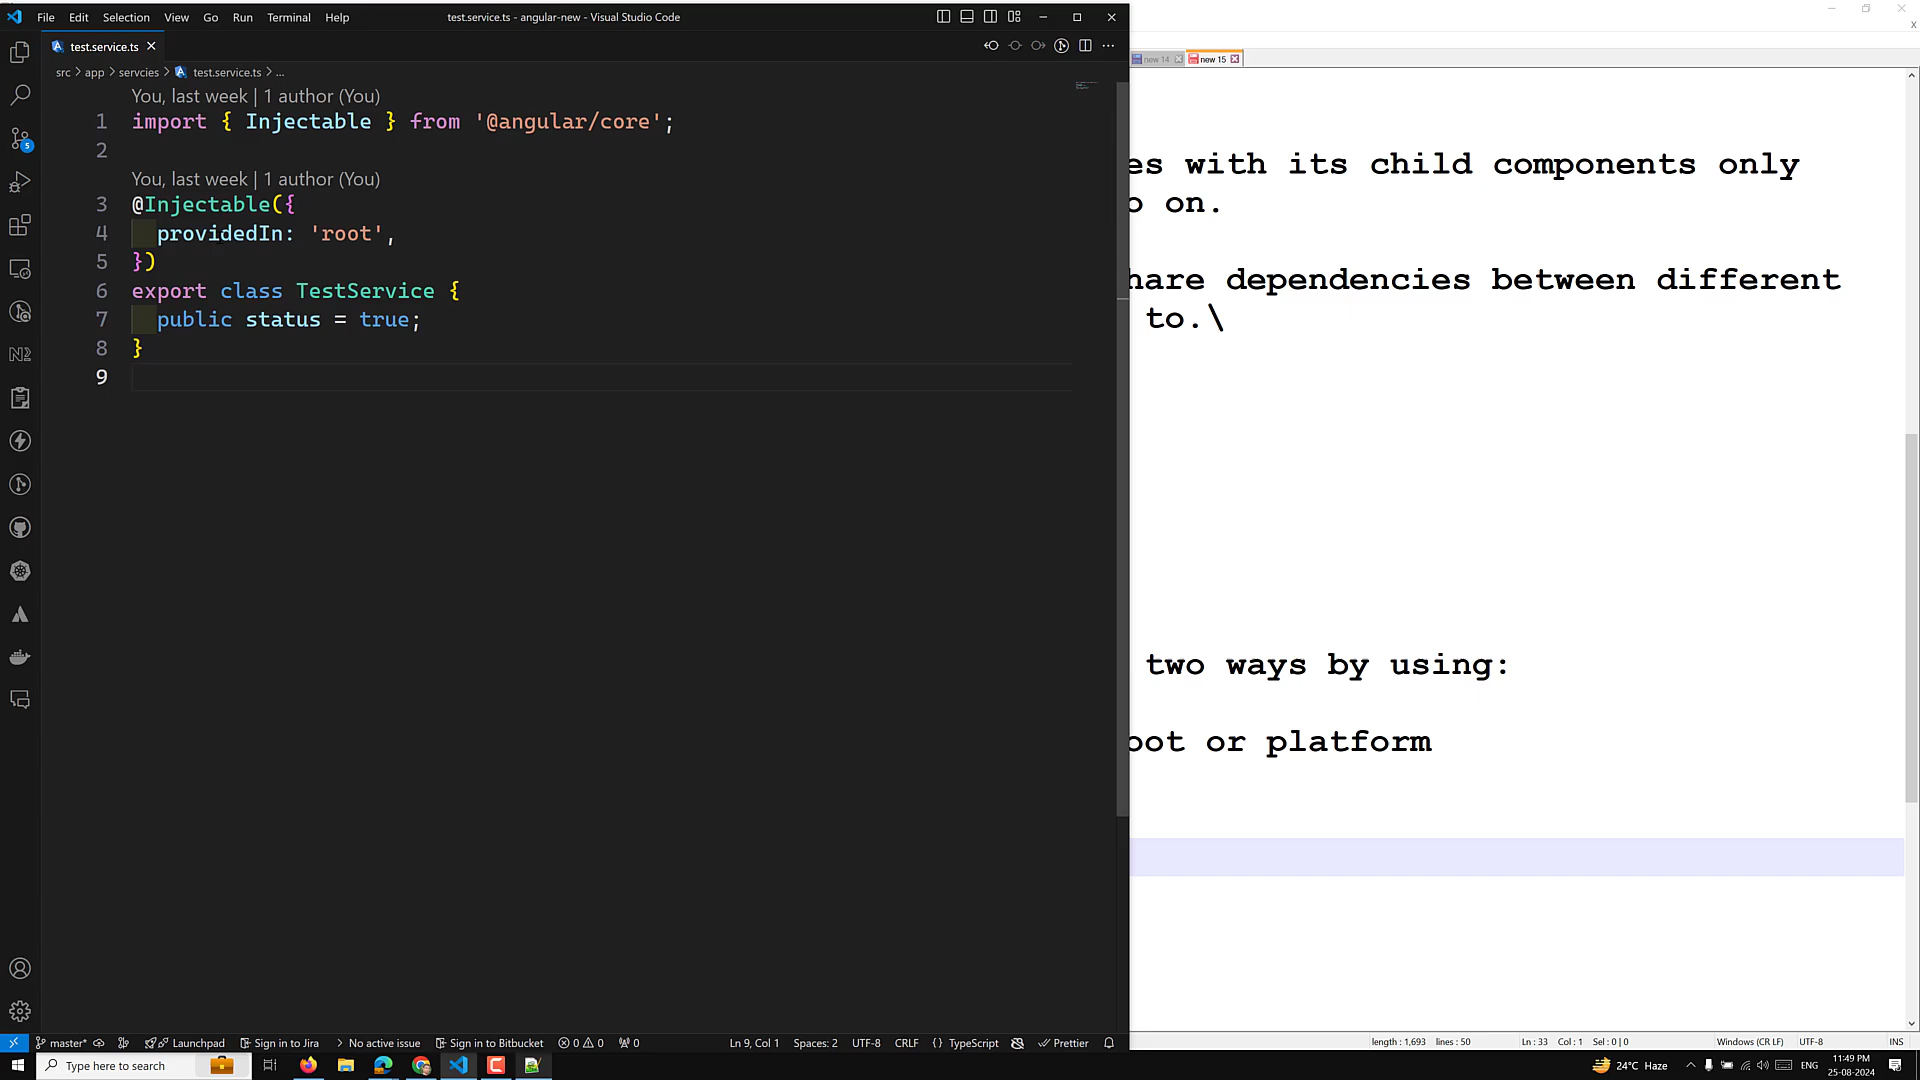 File Edit Selection View Go Run Terminal Help
test.service.ts - angular-new - Visual Studio Code
test.service.ts
src > app > servcies > test.service.ts > ...
You, last week | 1 author (You)
1 import { Injectable } from '@angular/core';
2
You, last week | 1 author (You)
3 @Injectable({
4 providedIn: 'root',
5 })
6 export class TestService {
7 public status = true;
8 }
9
new 14 new 15
es with its child components only
o on.
hare dependencies between different
to.\
two ways by using:
oot or platform
5
master* Launchpad Sign in to Jira No active issue Sign in to Bitbucket 0 0 0 Ln 9, Col 1 Spaces: 2 UTF-8 CRLF { } TypeScript Prettier
length : 1,693 lines : 50 Ln : 33 Col : 1 Sel : 0 | 0 Windows (CR LF) UTF-8 INS
Type here to search
24°C Haze ENG 11:49 PM
25-08-2024